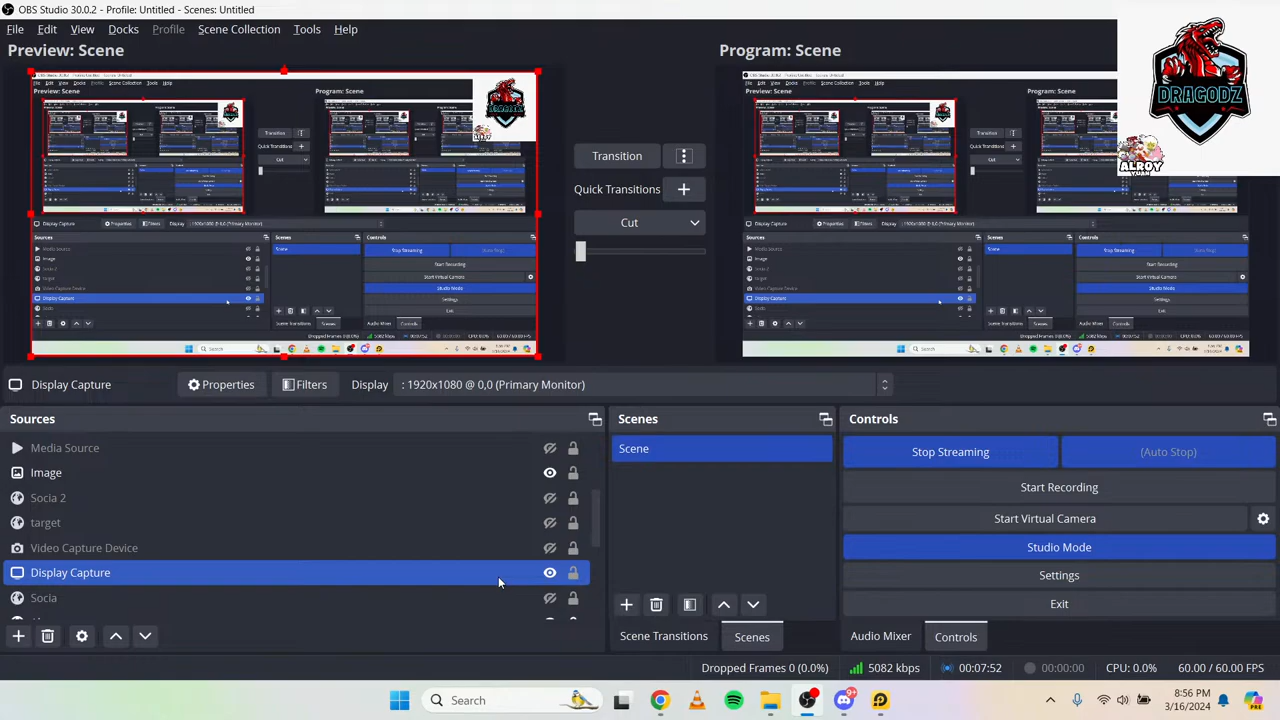 OBS Studio 30.0.2 - Profile: Untitled - Scenes: Untitled
File Edit View Docks Profile Scene Collection Tools Help
Preview: Scene
Program: Scene
DRAGODZ
ALROY
Transition
Quick Transitions
Cut
Display Capture Properties Filters Display : 1920x1080 @ 0,0 (Primary Monitor)
Sources
Media Source
Image
Socia 2
target
Video Capture Device
Display Capture
Socia
Scenes
Scene
Scene Transitions Scenes
Controls
Stop Streaming (Auto Stop)
Start Recording
Start Virtual Camera
Studio Mode
Settings
Exit
Audio Mixer Controls
Dropped Frames 0 (0.0%) 5082 kbps 00:07:52 00:00:00 CPU: 0.0% 60.00 / 60.00 FPS
Search
9+
8:56 PM
3/16/2024